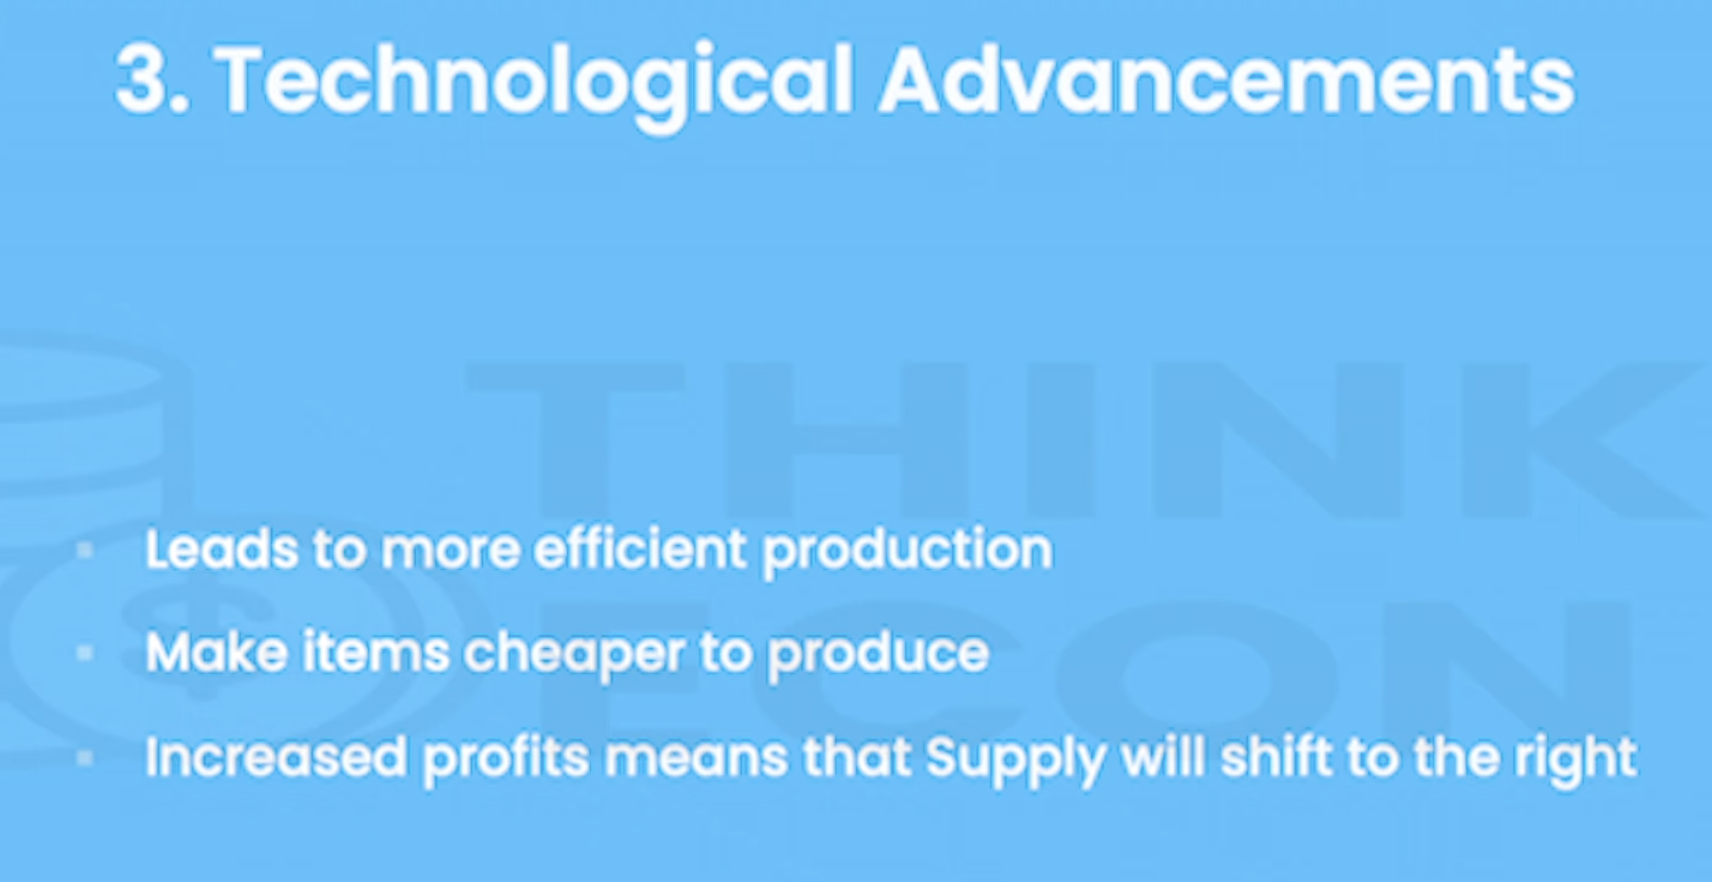 3. Technological Advancements
THINK
ECON
$
Leads to more efficient production
Make items cheaper to produce
Increased profits means that Supply will shift to the right